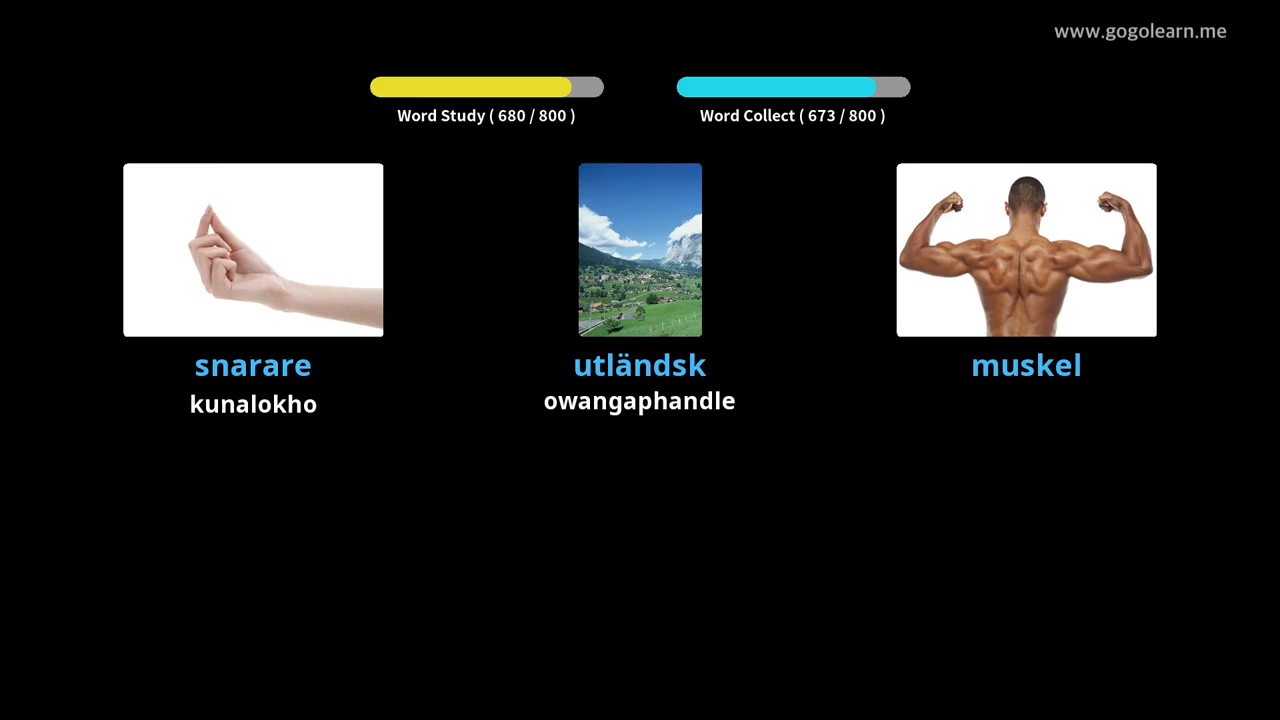 www.gogolearn.me
Word Study ( 680 / 800 )
Word Collect ( 673 / 800 )
snarare
utländsk
muskel
kunalokho
owangaphandle